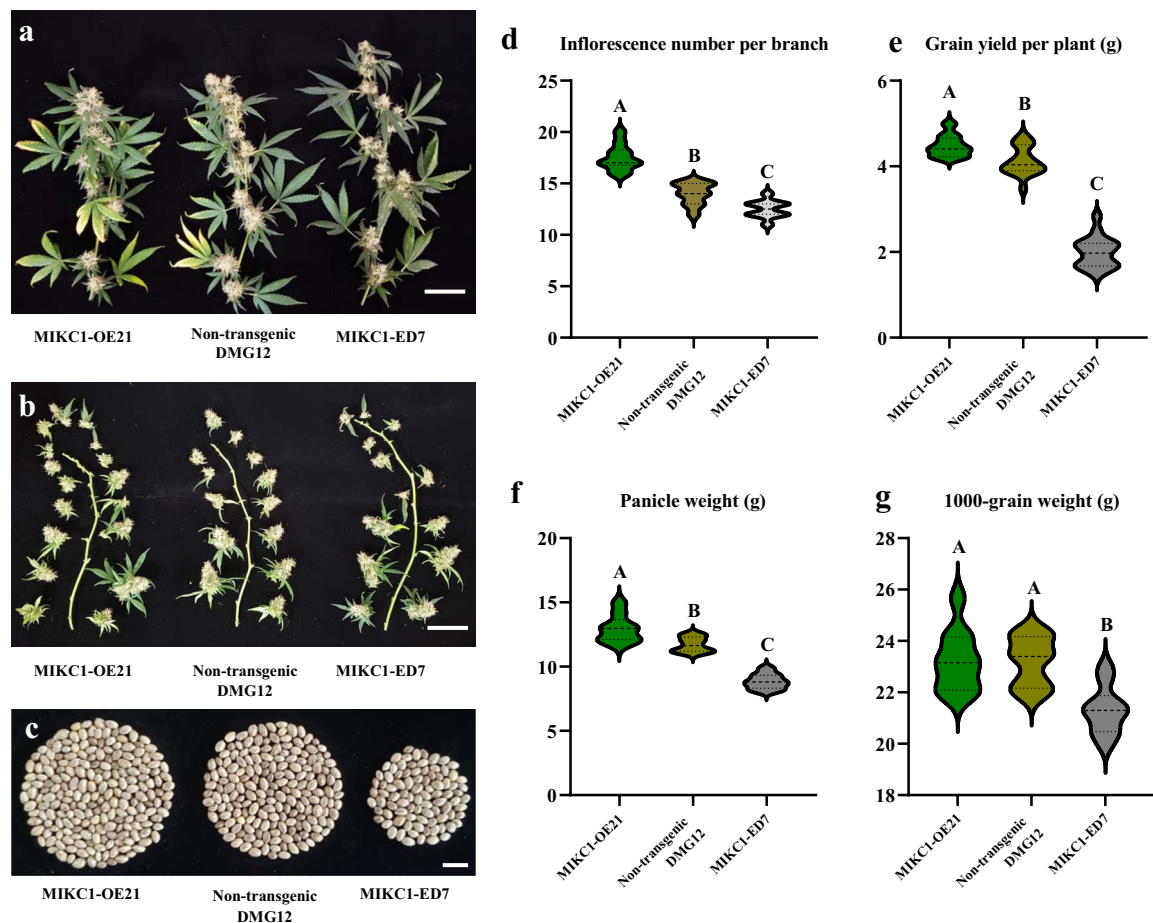 a
MIKC1-OE21
Non-transgenic
DMG12
MIKC1-ED7
b
MIKC1-OE21
Non-transgenic
DMG12
MIKC1-ED7
c
MIKC1-OE21
Non-transgenic
DMG12
MIKC1-ED7
d
Inflorescence number per branch
25
20
15
10
5
0
A
B
C
MIKC1-OE21
Non-transgenic
DMG12
MIKC1-ED7
e
Grain yield per plant (g)
6
4
2
0
A
B
C
MIKC1-OE21
Non-transgenic
DMG12
MIKC1-ED7
f
Panicle weight (g)
20
15
10
5
0
A
B
C
MIKC1-OE21
Non-transgenic
DMG12
MIKC1-ED7
g
1000-grain weight (g)
28
26
24
22
20
18
A
A
B
MIKC1-OE21
Non-transgenic
DMG12
MIKC1-ED7